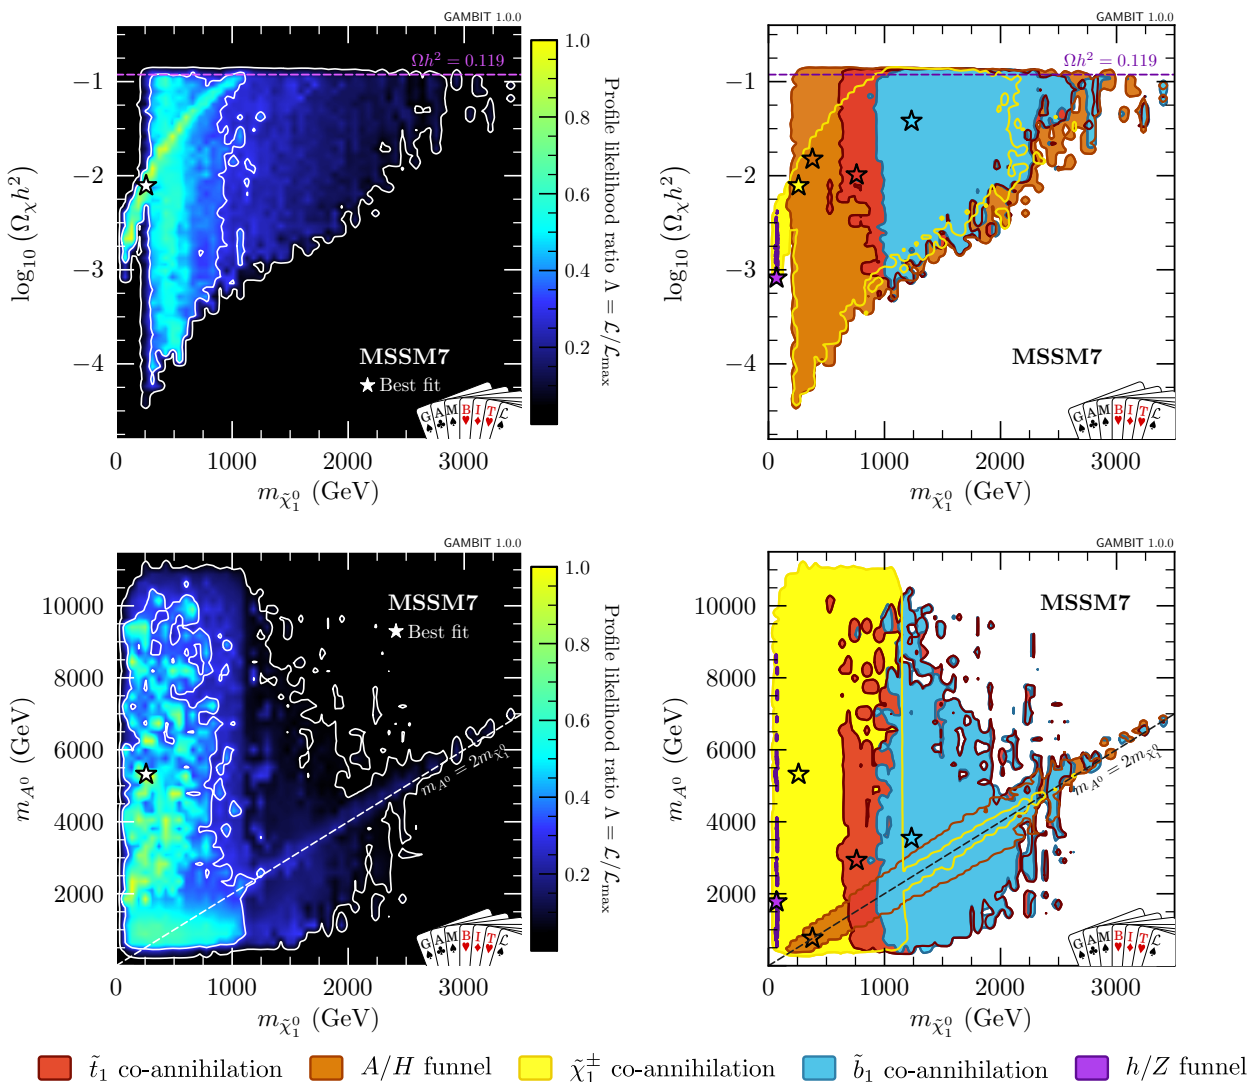 GAMBIT 1.0.0
Ωh² = 0.119
MSSM7
Best fit
G A M B I T ℒ
−1
−2
−3
−4
log₁₀ (Ωχh²)
0 1000 2000 3000
m_χ̃₁⁰ (GeV)
1.0
0.8
0.6
0.4
0.2
Profile likelihood ratio Λ = ℒ/ℒmax
GAMBIT 1.0.0
Ωh² = 0.119
MSSM7
G A M B I T ℒ
−1
−2
−3
−4
log₁₀ (Ωχh²)
0 1000 2000 3000
m_χ̃₁⁰ (GeV)
GAMBIT 1.0.0
MSSM7
Best fit
m_A⁰ = 2m_χ̃₁⁰
G A M B I T ℒ
10000
8000
6000
4000
2000
m_A⁰ (GeV)
0 1000 2000 3000
m_χ̃₁⁰ (GeV)
1.0
0.8
0.6
0.4
0.2
Profile likelihood ratio Λ = ℒ/ℒmax
GAMBIT 1.0.0
MSSM7
m_A⁰ = 2m_χ̃₁⁰
G A M B I T ℒ
10000
8000
6000
4000
2000
m_A⁰ (GeV)
0 1000 2000 3000
m_χ̃₁⁰ (GeV)
t̃₁ co-annihilation A/H funnel χ̃₁± co-annihilation b̃₁ co-annihilation h/Z funnel